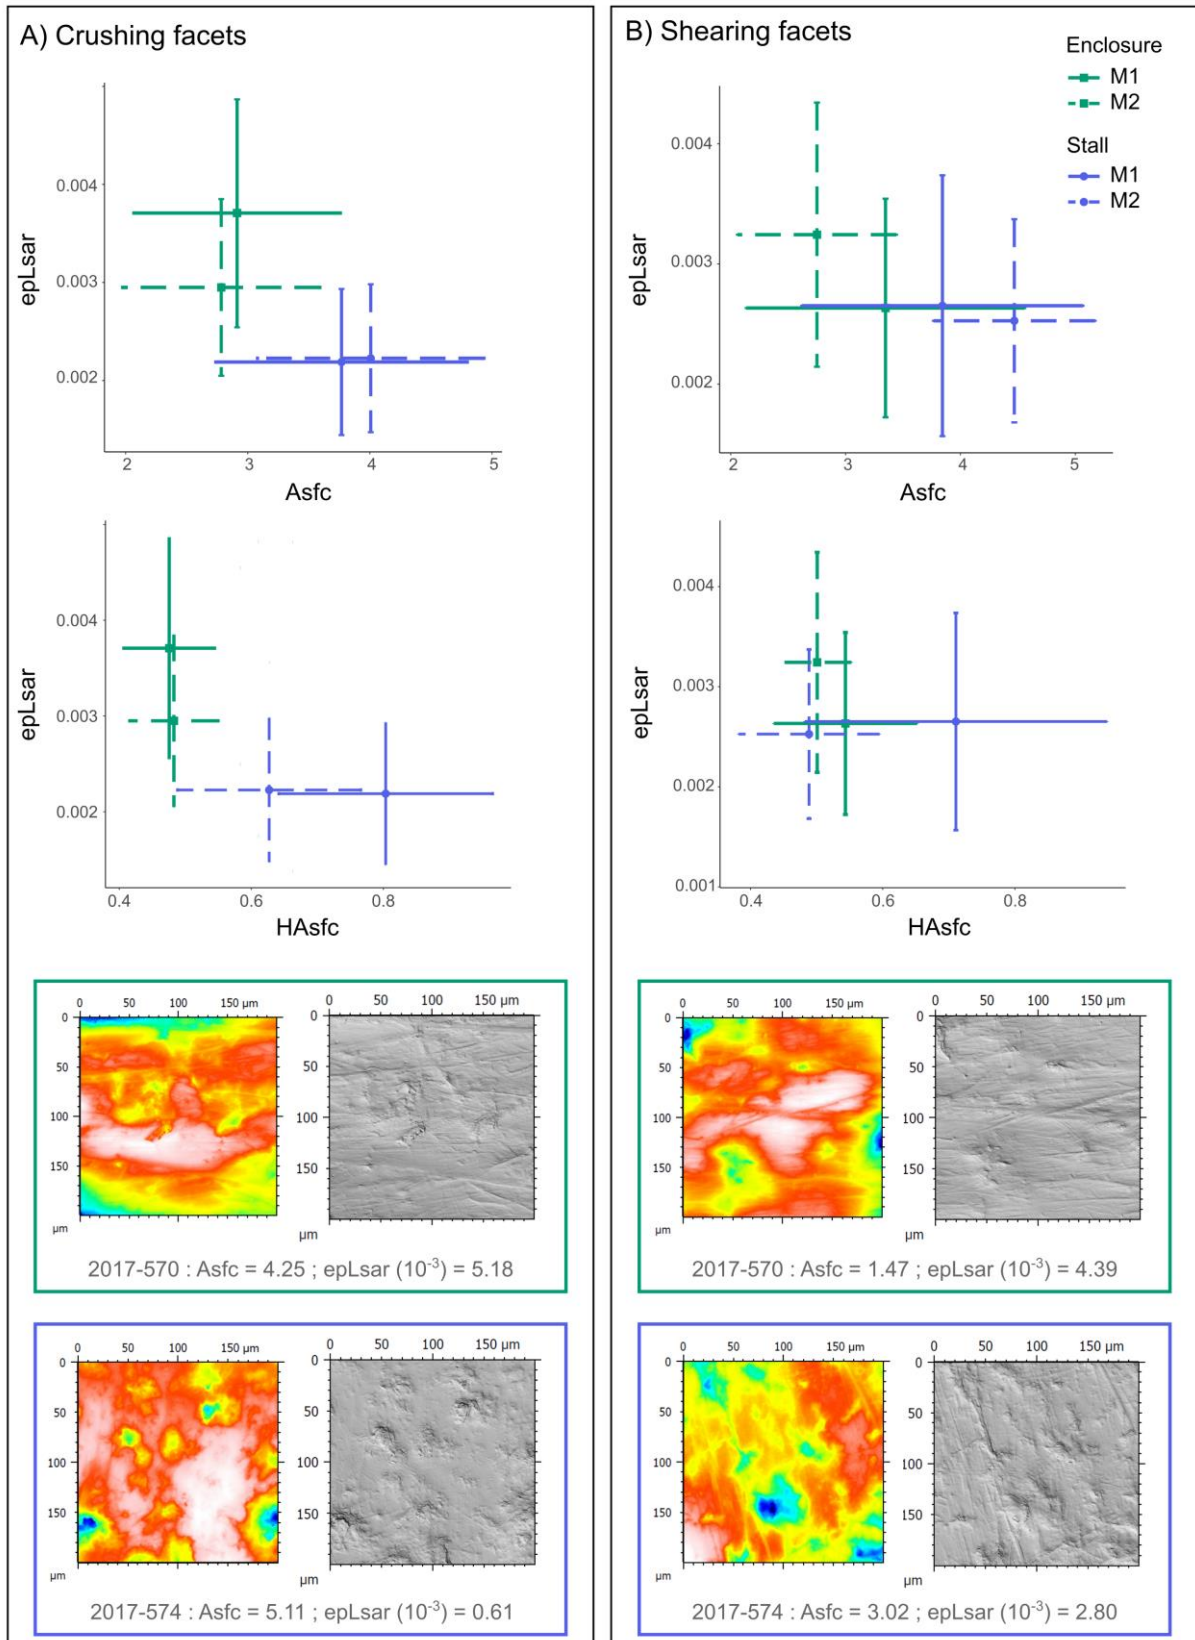 A) Crushing facets
epLsar
0.004
0.003
0.002
2 3 4 5
Asfc
epLsar
0.004
0.003
0.002
0.4 0.6 0.8
HAsfc
0 50 100 150 µm
0
50
100
150
µm
0 50 100 150 µm
0
50
100
150
µm
2017-570 : Asfc = 4.25 ; epLsar (10⁻³) = 5.18
0 50 100 150 µm
0
50
100
150
µm
0 50 100 150 µm
0
50
100
150
µm
2017-574 : Asfc = 5.11 ; epLsar (10⁻³) = 0.61
B) Shearing facets
Enclosure
M1
M2
Stall
M1
M2
epLsar
0.004
0.003
0.002
2 3 4 5
Asfc
epLsar
0.004
0.003
0.002
0.001
0.4 0.6 0.8
HAsfc
0 50 100 150 µm
0
50
100
150
µm
0 50 100 150 µm
0
50
100
150
µm
2017-570 : Asfc = 1.47 ; epLsar (10⁻³) = 4.39
0 50 100 150 µm
0
50
100
150
µm
0 50 100 150 µm
0
50
100
150
µm
2017-574 : Asfc = 3.02 ; epLsar (10⁻³) = 2.80